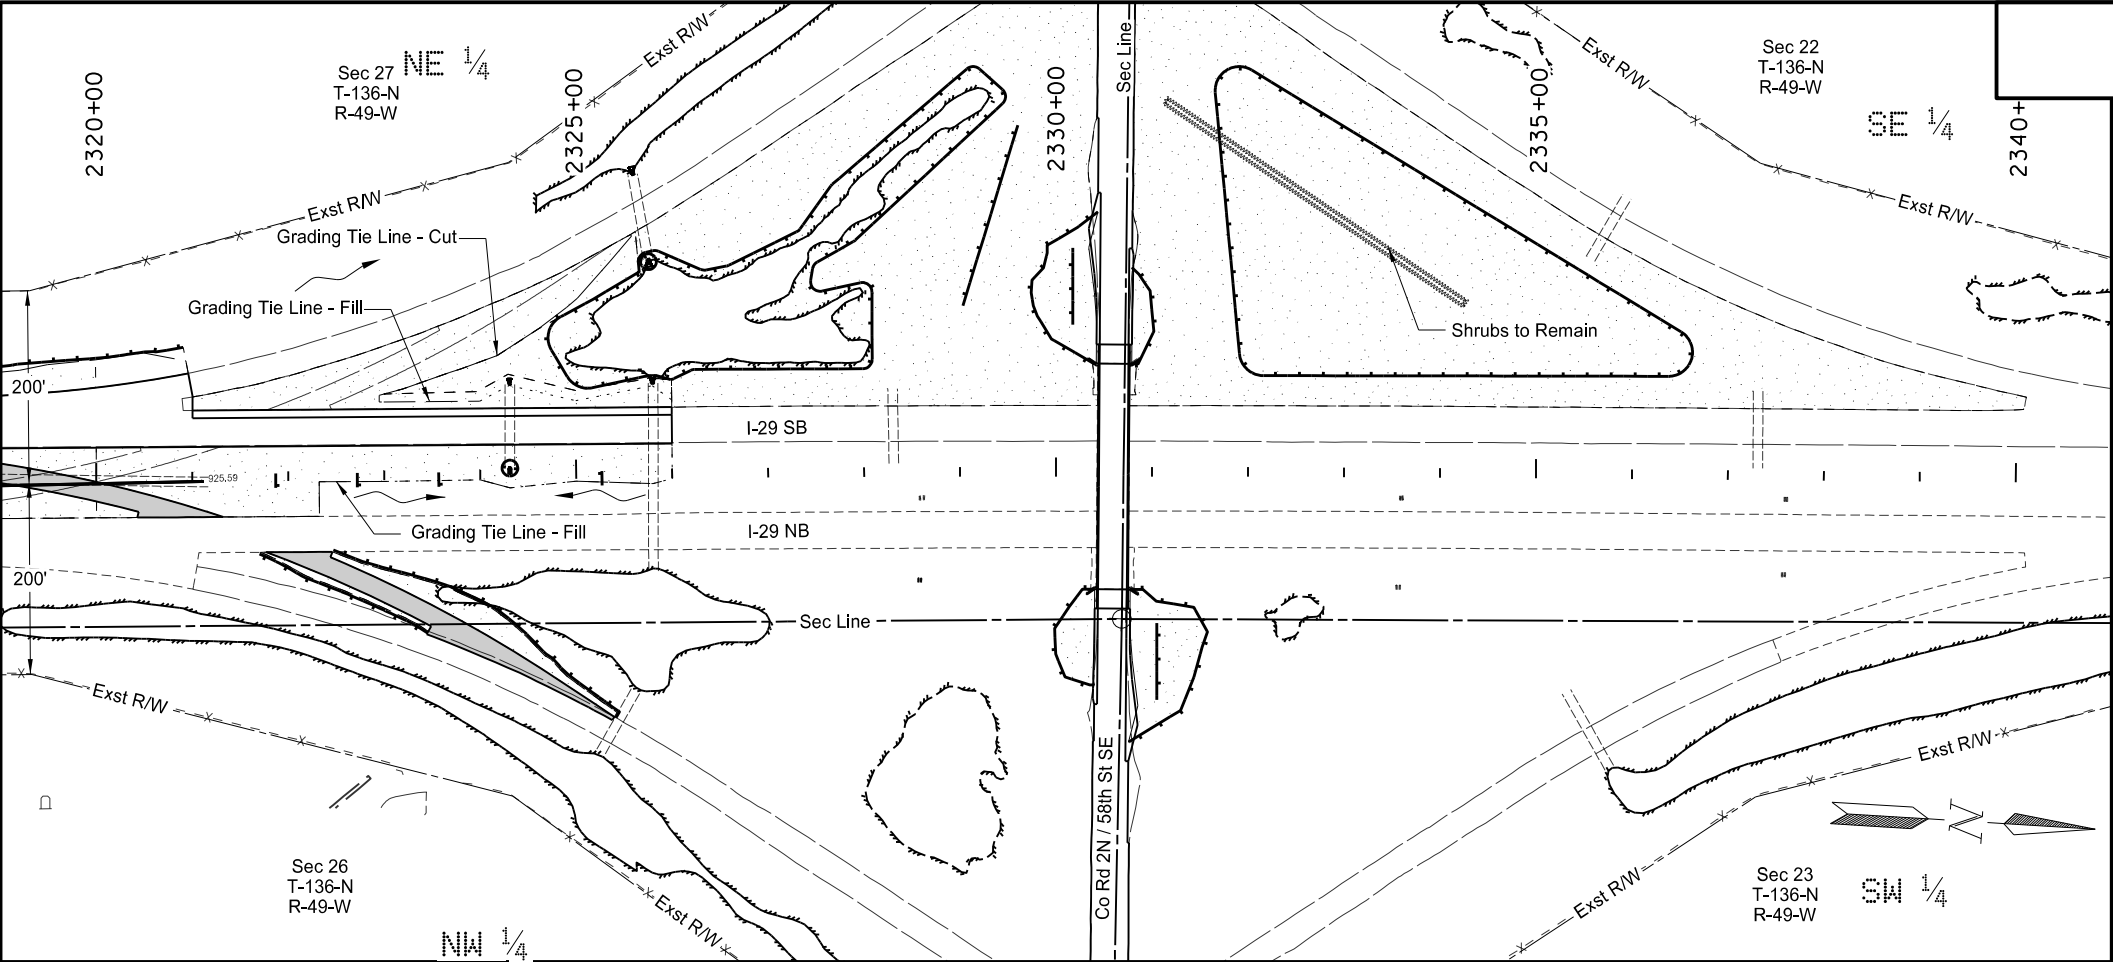 Sec 27
T-136-N
R-49-W
NE 1/4
Exst R/W
Sec Line
Exst R/W
Sec 22
T-136-N
R-49-W
SE 1/4
2320+00
2325+00
2330+00
2335+00
2340+
Exst R/W
Exst R/W
Grading Tie Line - Cut
Grading Tie Line - Fill
Shrubs to Remain
200'
I-29 SB
925.59
Grading Tie Line - Fill
I-29 NB
200'
Sec Line
Exst R/W
Exst R/W
Co Rd 2N / 58th St SE
N
Sec 26
T-136-N
R-49-W
NW 1/4
Exst R/W
Exst R/W
Sec 23
T-136-N
R-49-W
SW 1/4